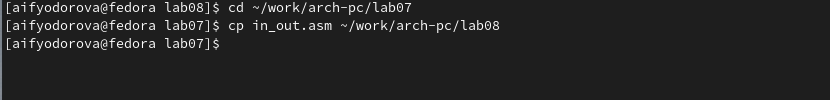 [aifyodorova@fedora lab08]$ cd ~/work/arch-pc/lab07
[aifyodorova@fedora lab07]$ cp in_out.asm ~/work/arch-pc/lab08
[aifyodorova@fedora lab07]$